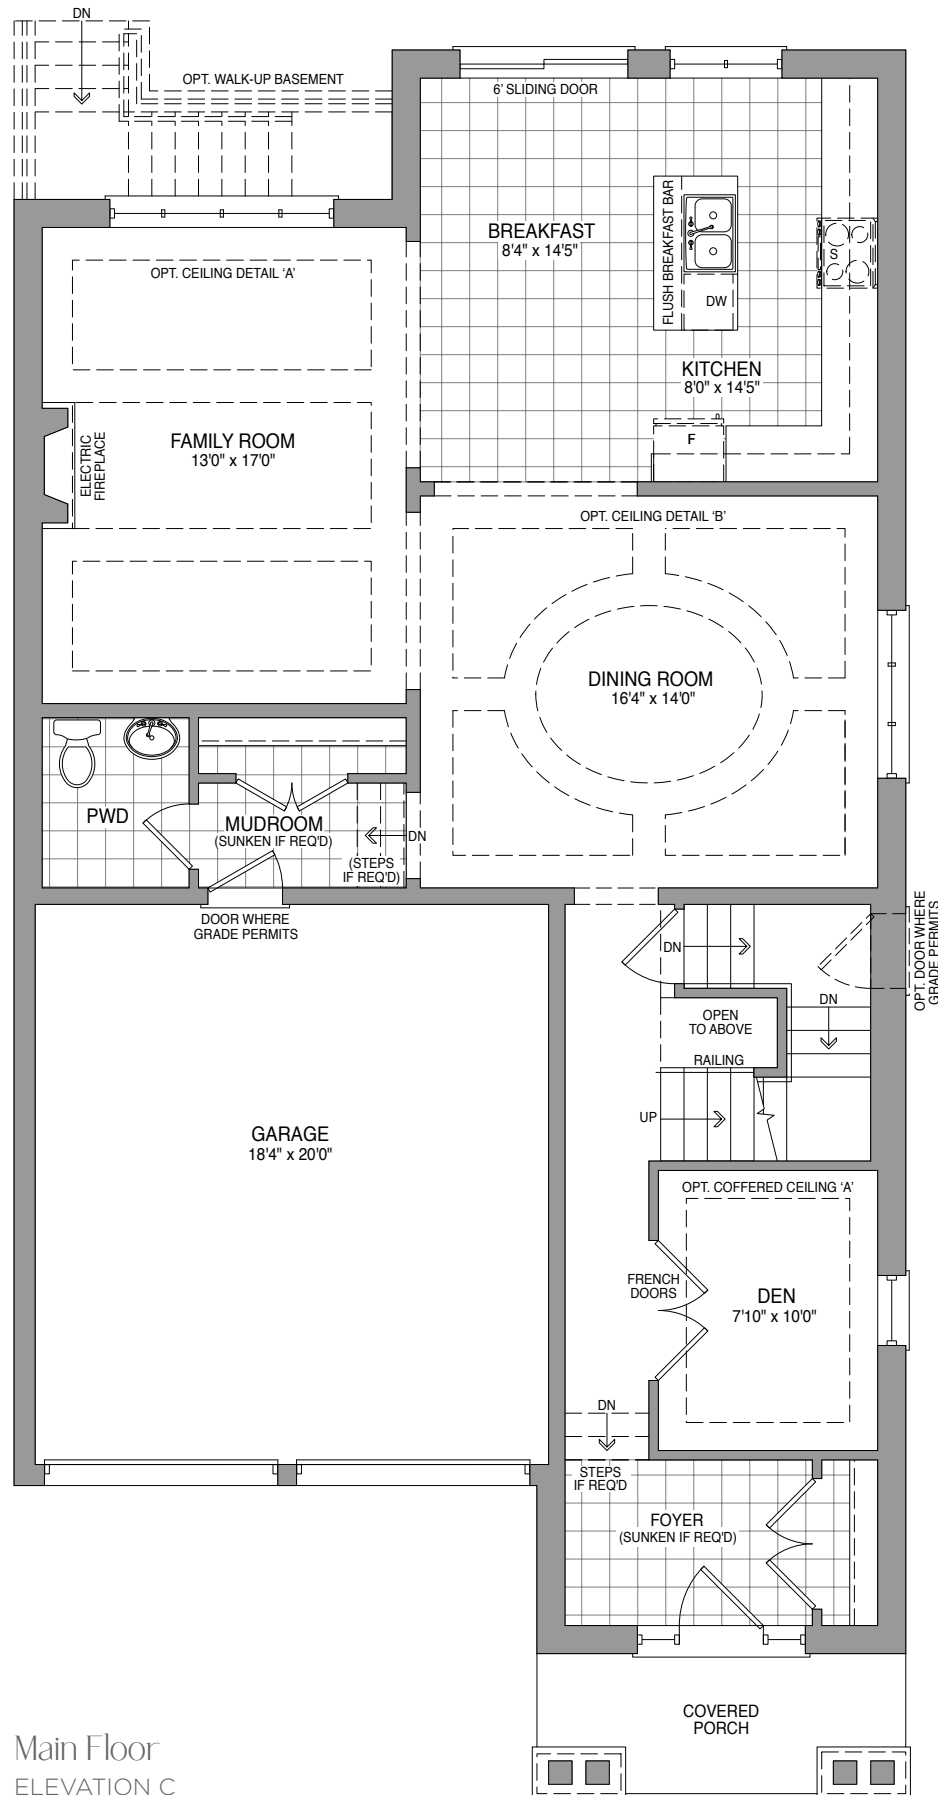 DN
OPT. WALK-UP BASEMENT
6' SLIDING DOOR
BREAKFAST
8'4" x 14'5"
FLUSH BREAKFAST BAR
DW
S
KITCHEN
8'0" x 14'5"
F
OPT. CEILING DETAIL 'A'
FAMILY ROOM
13'0" x 17'0"
ELECTRIC
FIREPLACE
OPT. CEILING DETAIL 'B'
DINING ROOM
16'4" x 14'0"
PWD
MUDROOM
(SUNKEN IF REQ'D)
(STEPS
IF REQ'D)
DN
DOOR WHERE
GRADE PERMITS
DN
OPT. DOOR WHERE
GRADE PERMITS
DN
OPEN
TO ABOVE
RAILING
UP
GARAGE
18'4" x 20'0"
OPT. COFFERED CEILING 'A'
FRENCH
DOORS
DEN
7'10" x 10'0"
DN
STEPS
IF REQ'D
FOYER
(SUNKEN IF REQ'D)
COVERED
PORCH
Main Floor
ELEVATION C